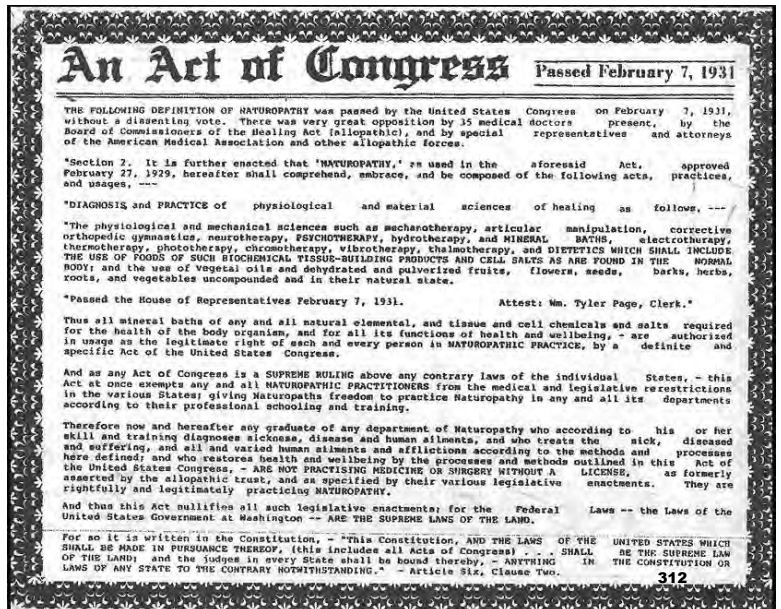 An Act of Congress Passed February 7, 1931
THE FOLLOWING DEFINITION OF NATUROPATHY was passed by the United States Congress on February 7, 1931,
without a dissenting vote. There was very great opposition by 35 medical doctors present, by the
Board of Commissioners of the Healing Act (allopathic), and by special representatives and attorneys
of the American Medical Association and other allopathic forces.
"Section 2. It is further enacted that 'NATUROPATHY,' as used in the aforesaid Act, approved
February 27, 1929, hereafter shall comprehend, embrace, and be composed of the following acts, practices,
and usages, ---
"DIAGNOSIS and PRACTICE of physiological and material sciences of healing as follows, ---
"The physiological and mechanical sciences such as mechanotherapy, articular manipulation, corrective
orthopedic gymnastics, neurotherapy, PSYCHOTHERAPY, hydrotherapy, and MINERAL BATHS, electrotherapy,
thermotherapy, phototherapy, chromotherapy, vibrotherapy, thalmotherapy, and DIETETICS WHICH SHALL INCLUDE
THE USE OF FOODS OF SUCH BIOCHEMICAL TISSUE-BUILDING PRODUCTS AND CELL SALTS AS ARE FOUND IN THE NORMAL
BODY; and the use of vegetal oils and dehydrated and pulverized fruits, flowers, seeds, barks, herbs,
roots, and vegetables uncompounded and in their natural state.
"Passed the House of Representatives February 7, 1931. Attest: Wm. Tyler Page, Clerk."
Thus all mineral baths of any and all natural elemental, and tissue and cell chemicals and salts required
for the health of the body organism, and for all its functions of health and wellbeing, - are authorized
in usage as the legitimate right of each and every person in NATUROPATHIC PRACTICE, by a definite and
specific Act of the United States Congress.
And as any Act of Congress is a SUPREME RULING above any contrary laws of the individual States, - this
Act at once exempts any and all NATUROPATHIC PRACTITIONERS from the medical and legislative rerestrictions
in the various States; giving Naturopaths freedom to practice Naturopathy in any and all its departments
according to their professional schooling and training.
Therefore now and hereafter any graduate of any department of Naturopathy who according to his or her
skill and training diagnoses sickness, disease and human ailments, and who treats the sick, diseased
and suffering, and all and varied human ailments and afflictions according to the methods and processes
here defined; and who restores health and wellbeing by the processes and methods outlined in this Act of
the United States Congress, - ARE NOT PRACTISING MEDICINE OR SURGERY WITHOUT A LICENSE, as formerly
asserted by the allopathic trust, and as specified by their various legislative enactments. They are
rightfully and legitimately practicing NATUROPATHY.
And thus this Act nullifies all such legislative enactments; for the Federal Laws -- the Laws of the
United States Government at Washington -- ARE THE SUPREME LAWS OF THE LAND.
For so it is written in the Constitution, - "This Constitution, AND THE LAWS OF THE UNITED STATES WHICH
SHALL BE MADE IN PURSUANCE THEREOF, (this includes all Acts of Congress) . . . SHALL BE THE SUPREME LAW
OF THE LAND; and the judges in every State shall be bound thereby, - ANYTHING IN THE CONSTITUTION OR
LAWS OF ANY STATE TO THE CONTRARY NOTWITHSTANDING." - Article Six, Clause Two.
312